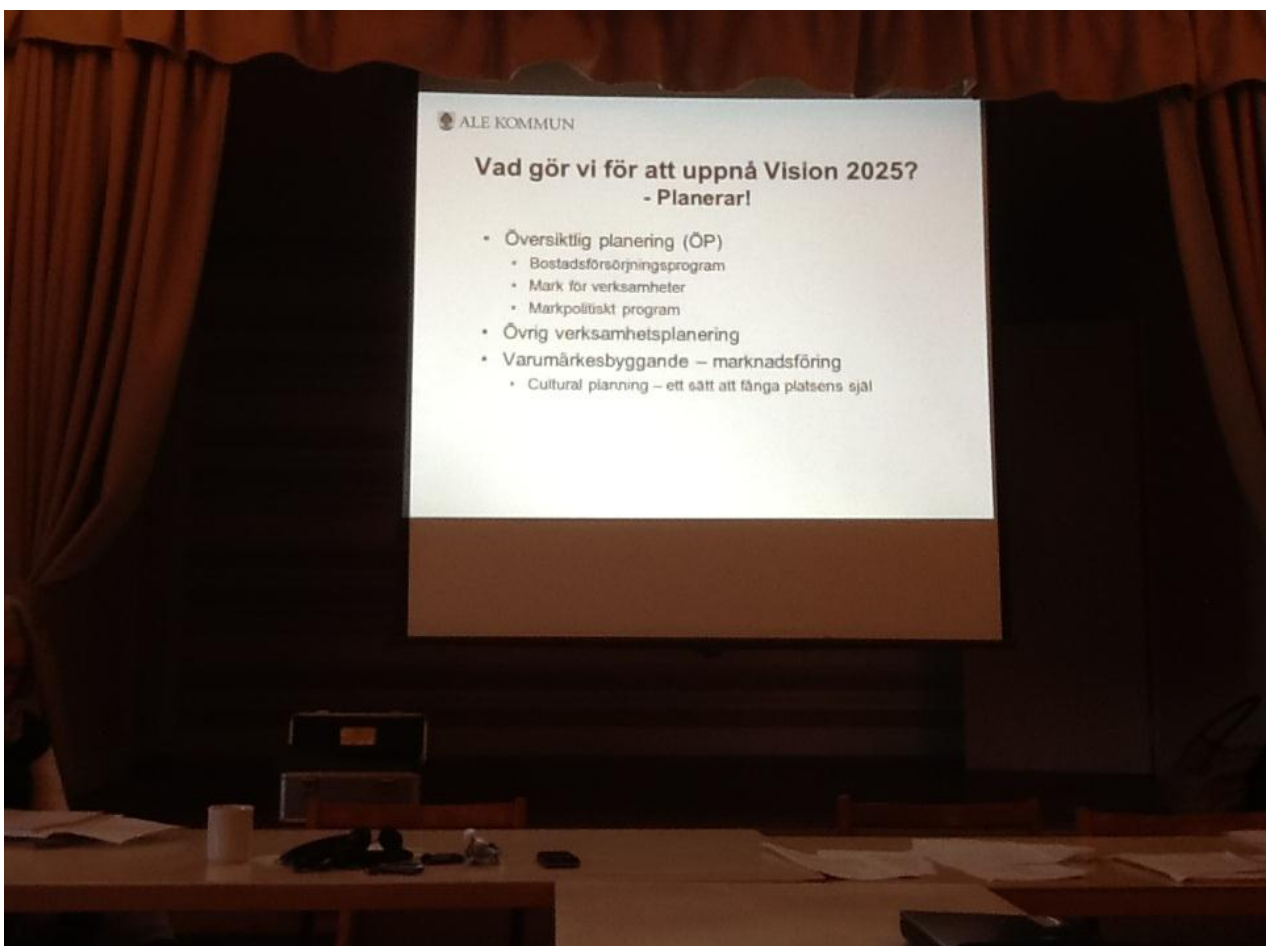 ALE KOMMUN
Vad gör vi för att uppnå Vision 2025?
- Planerar!
• Översiktlig planering (ÖP)
• Bostadsförsörjningsprogram
• Mark för verksamheter
• Markpolitiskt program
• Övrig verksamhetsplanering
• Varumärkesbyggande – marknadsföring
• Cultural planning – ett sätt att fånga platsens själ